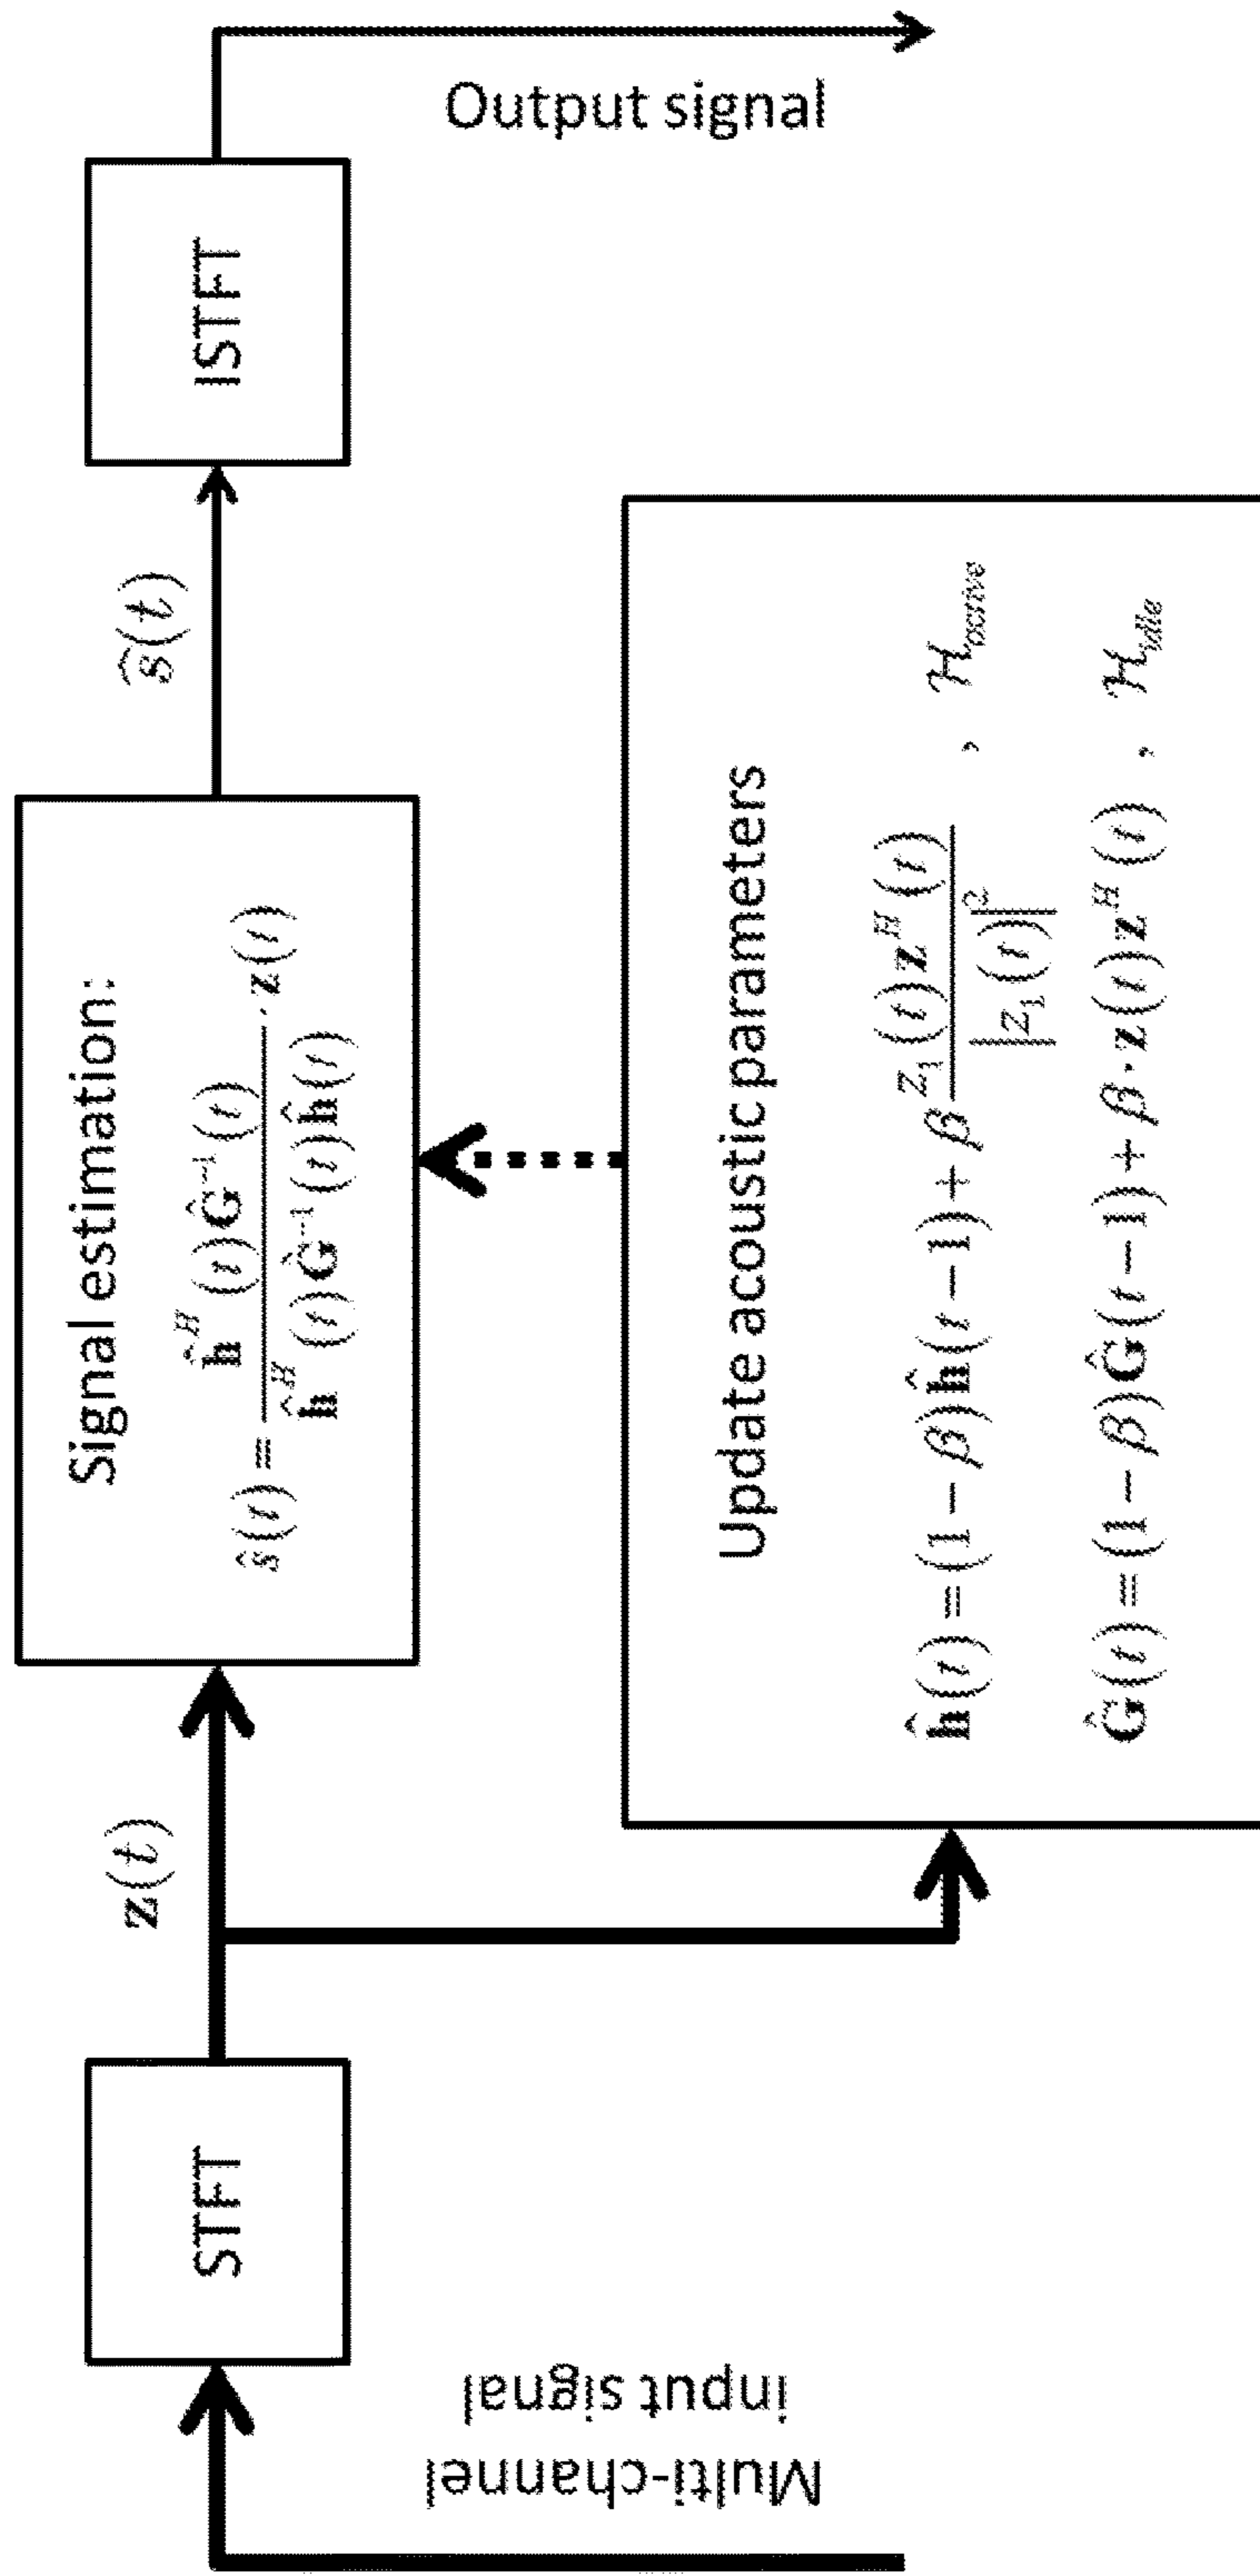 Multi-channel
input signal
STFT
z(t)
Signal estimation:
ŝ(t) = ĥ^H(t)Ĝ^{-1}(t) / ĥ^H(t)Ĝ^{-1}(t)ĥ(t) · z(t)
ŝ(t)
ISTFT
Output signal
Update acoustic parameters
ĥ(t) = (1 − β)ĥ(t − 1) + β z_1(t)z^H(t) / |z_1(t)|^2 , ℋ_active
Ĝ(t) = (1 − β)Ĝ(t − 1) + β · z(t)z^H(t) , ℋ_idle